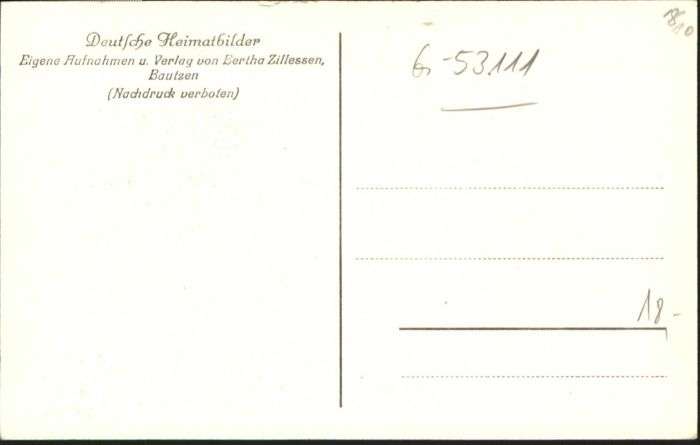 Deutsche Heimatbilder
Eigene Aufnahmen u. Verlag von Bertha Zillessen,
Bautzen
(Nachdruck verboten)
G-53111
18-